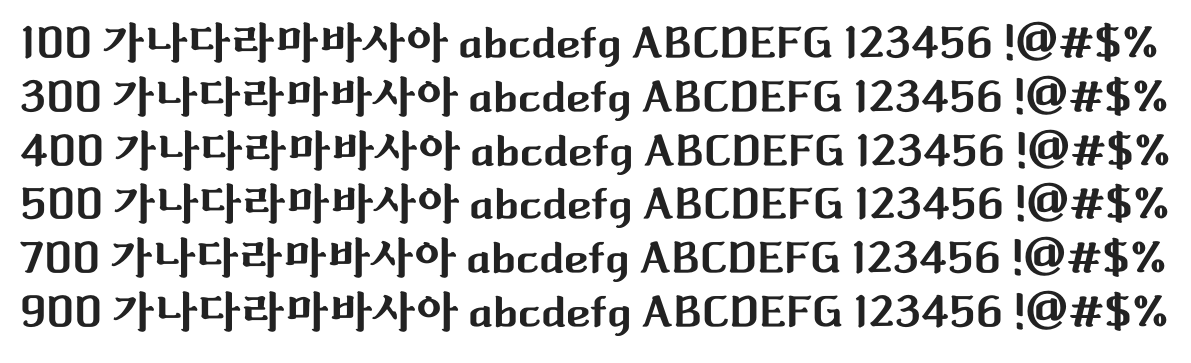 100 가나다라마바사아 abcdefg ABCDEFG 123456 !@#$%
300 가나다라마바사아 abcdefg ABCDEFG 123456 !@#$%
400 가나다라마바사아 abcdefg ABCDEFG 123456 !@#$%
500 가나다라마바사아 abcdefg ABCDEFG 123456 !@#$%
700 가나다라마바사아 abcdefg ABCDEFG 123456 !@#$%
900 가나다라마바사아 abcdefg ABCDEFG 123456 !@#$%